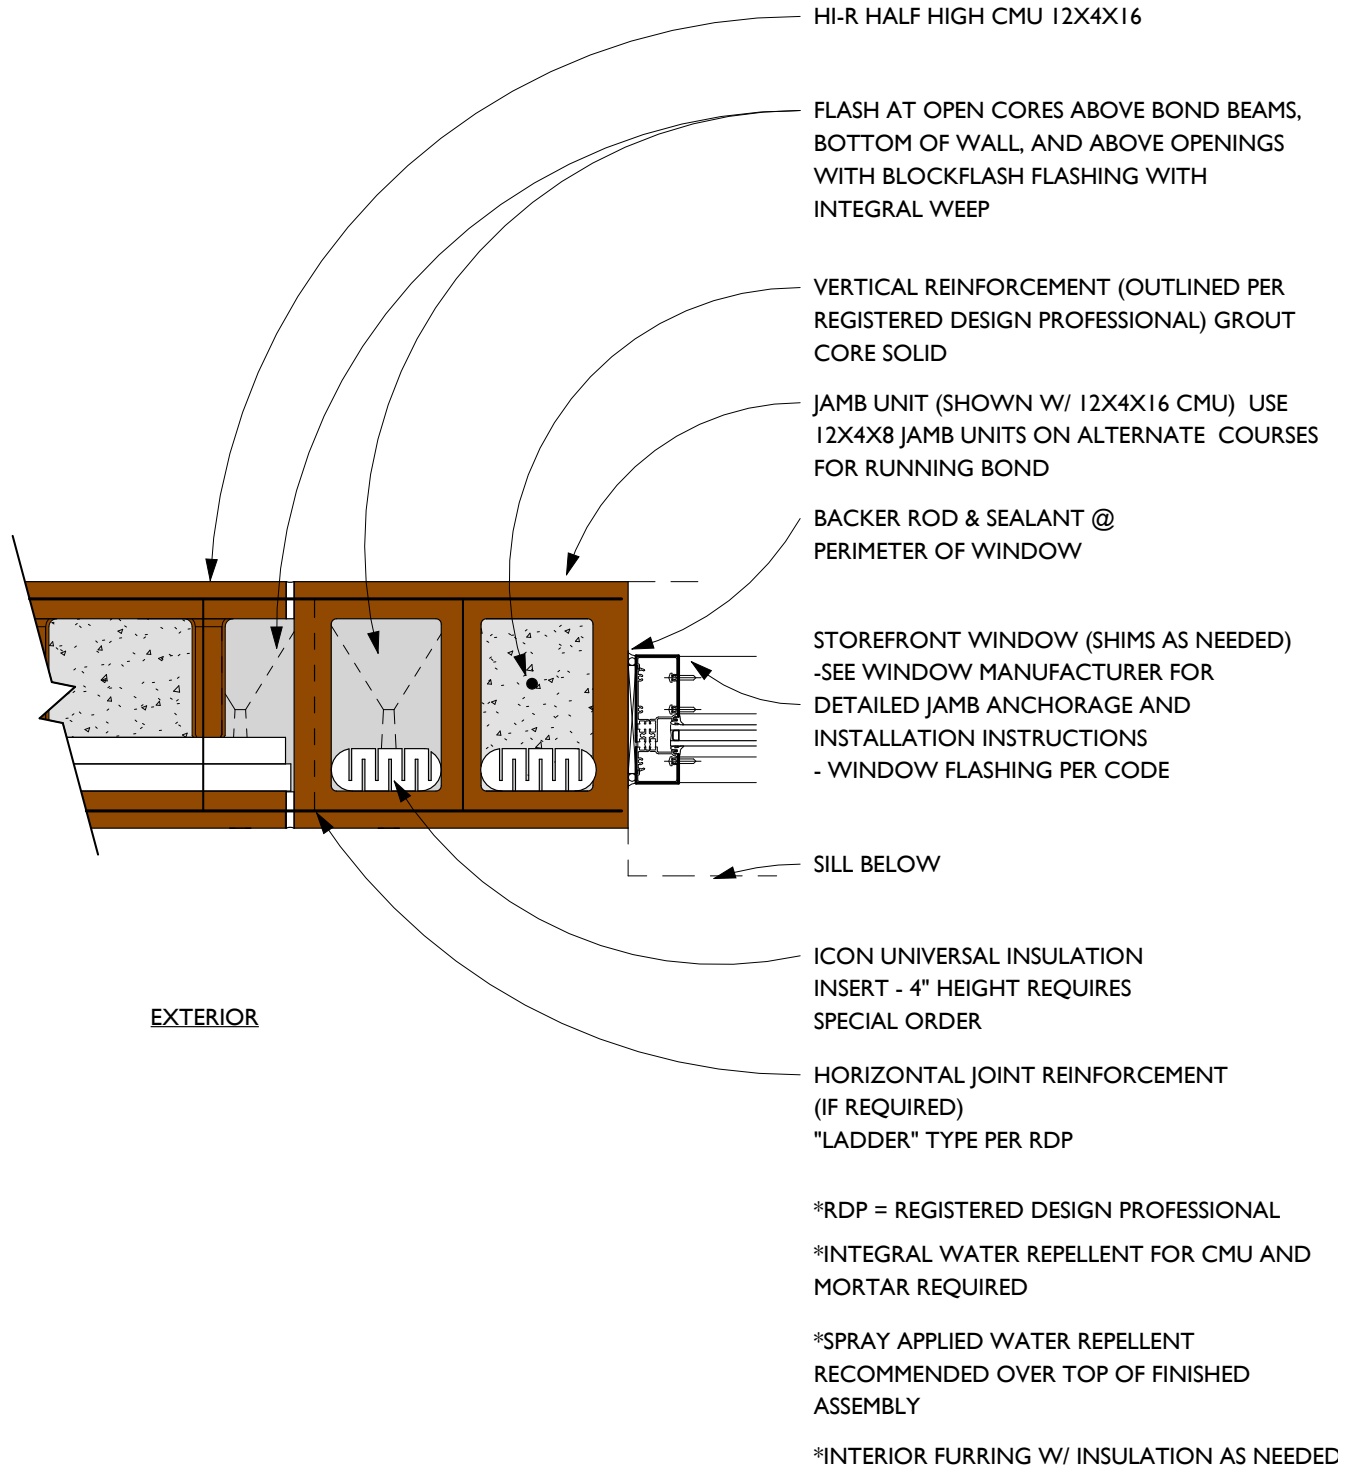 HI-R HALF HIGH CMU 12X4X16
FLASH AT OPEN CORES ABOVE BOND BEAMS,
BOTTOM OF WALL, AND ABOVE OPENINGS
WITH BLOCKFLASH FLASHING WITH
INTEGRAL WEEP
VERTICAL REINFORCEMENT (OUTLINED PER
REGISTERED DESIGN PROFESSIONAL) GROUT
CORE SOLID
JAMB UNIT (SHOWN W/ 12X4X16 CMU) USE
12X4X8 JAMB UNITS ON ALTERNATE COURSES
FOR RUNNING BOND
BACKER ROD & SEALANT @
PERIMETER OF WINDOW
STOREFRONT WINDOW (SHIMS AS NEEDED)
-SEE WINDOW MANUFACTURER FOR
DETAILED JAMB ANCHORAGE AND
INSTALLATION INSTRUCTIONS
- WINDOW FLASHING PER CODE
SILL BELOW
ICON UNIVERSAL INSULATION
INSERT - 4" HEIGHT REQUIRES
SPECIAL ORDER
EXTERIOR
HORIZONTAL JOINT REINFORCEMENT
(IF REQUIRED)
"LADDER" TYPE PER RDP
*RDP = REGISTERED DESIGN PROFESSIONAL
*INTEGRAL WATER REPELLENT FOR CMU AND
MORTAR REQUIRED
*SPRAY APPLIED WATER REPELLENT
RECOMMENDED OVER TOP OF FINISHED
ASSEMBLY
*INTERIOR FURRING W/ INSULATION AS NEEDED